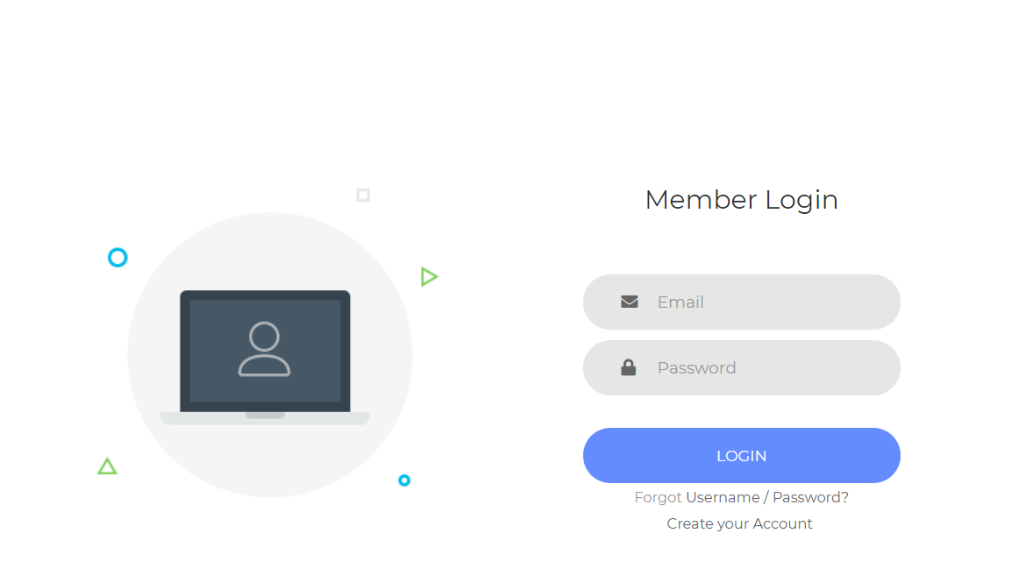 Member Login
Email
Password
LOGIN
Forgot Username / Password?
Create your Account